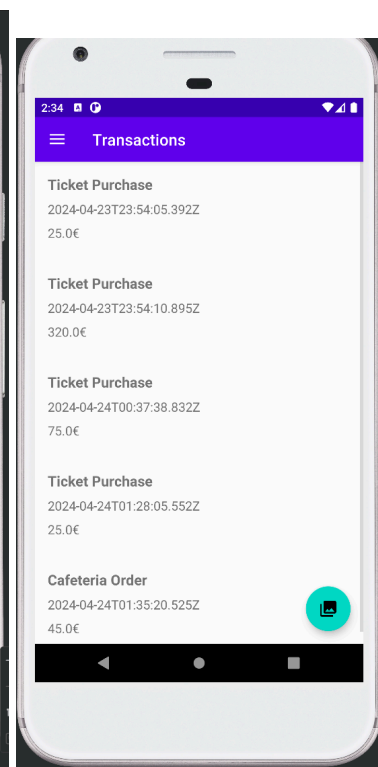 2:34
Transactions
Ticket Purchase
2024-04-23T23:54:05.392Z
25.0€
Ticket Purchase
2024-04-23T23:54:10.895Z
320.0€
Ticket Purchase
2024-04-24T00:37:38.832Z
75.0€
Ticket Purchase
2024-04-24T01:28:05.552Z
25.0€
Cafeteria Order
2024-04-24T01:35:20.525Z
45.0€